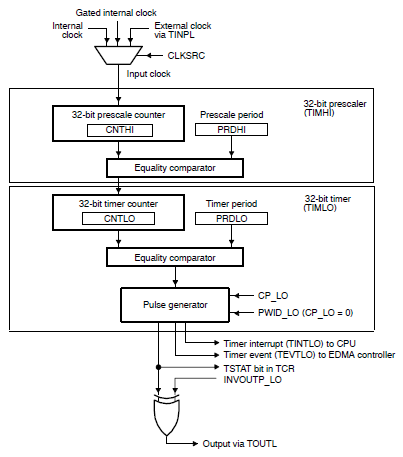 Gated internal clock
Internal
clock
External clock
via TINPL
CLKSRC
Input clock
32-bit prescaler
(TIMHI)
32-bit prescale counter
CNTHI
Prescale period
PRDHI
Equality comparator
32-bit timer
(TIMLO)
32-bit timer counter
CNTLO
Timer period
PRDLO
Equality comparator
Pulse generator
CP_LO
PWID_LO (CP_LO = 0)
Timer interrupt (TINTLO) to CPU
Timer event (TEVTLO) to EDMA controller
TSTAT bit in TCR
INVOUTP_LO
Output via TOUTL